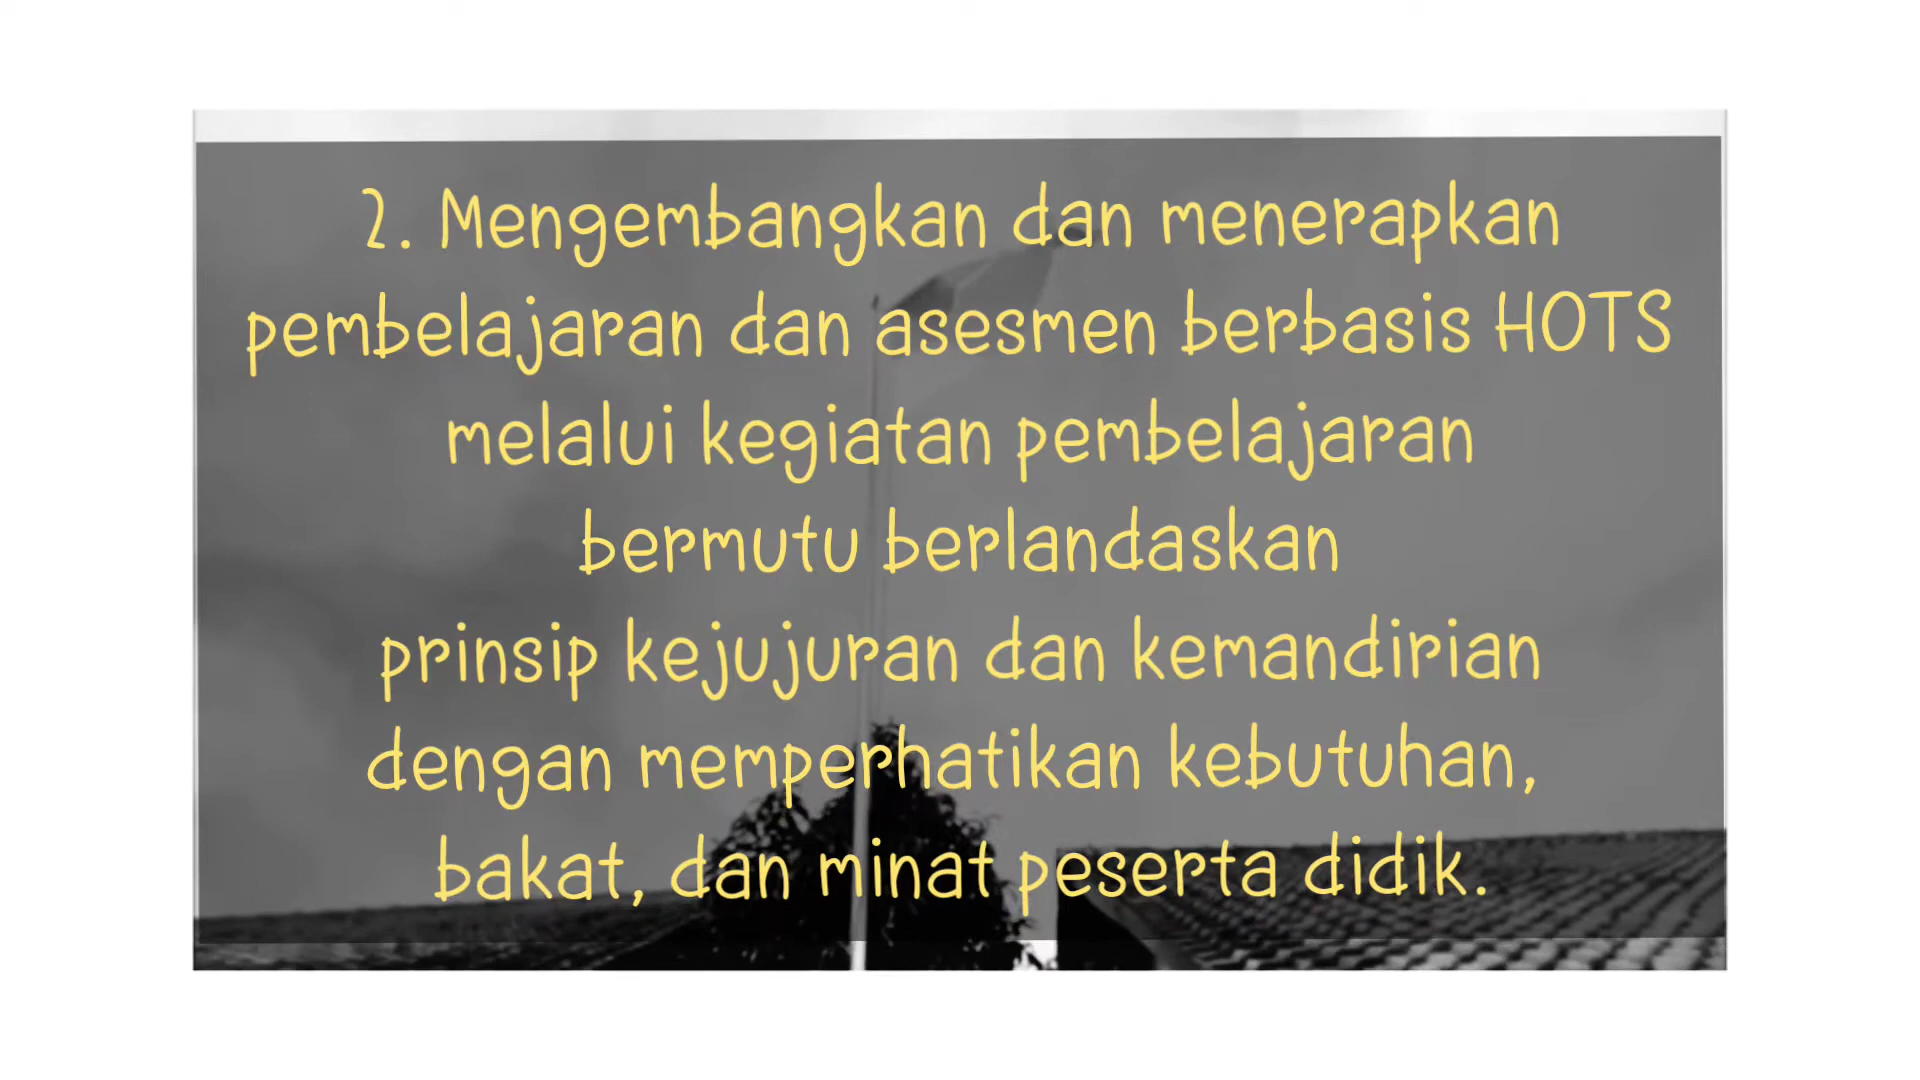 2. Mengembangkan dan menerapkan
pembelajaran dan asesmen berbasis HOTS
melalui kegiatan pembelajaran
bermutu berlandaskan
prinsip kejujuran dan kemandirian
dengan memperhatikan kebutuhan,
bakat, dan minat peserta didik.